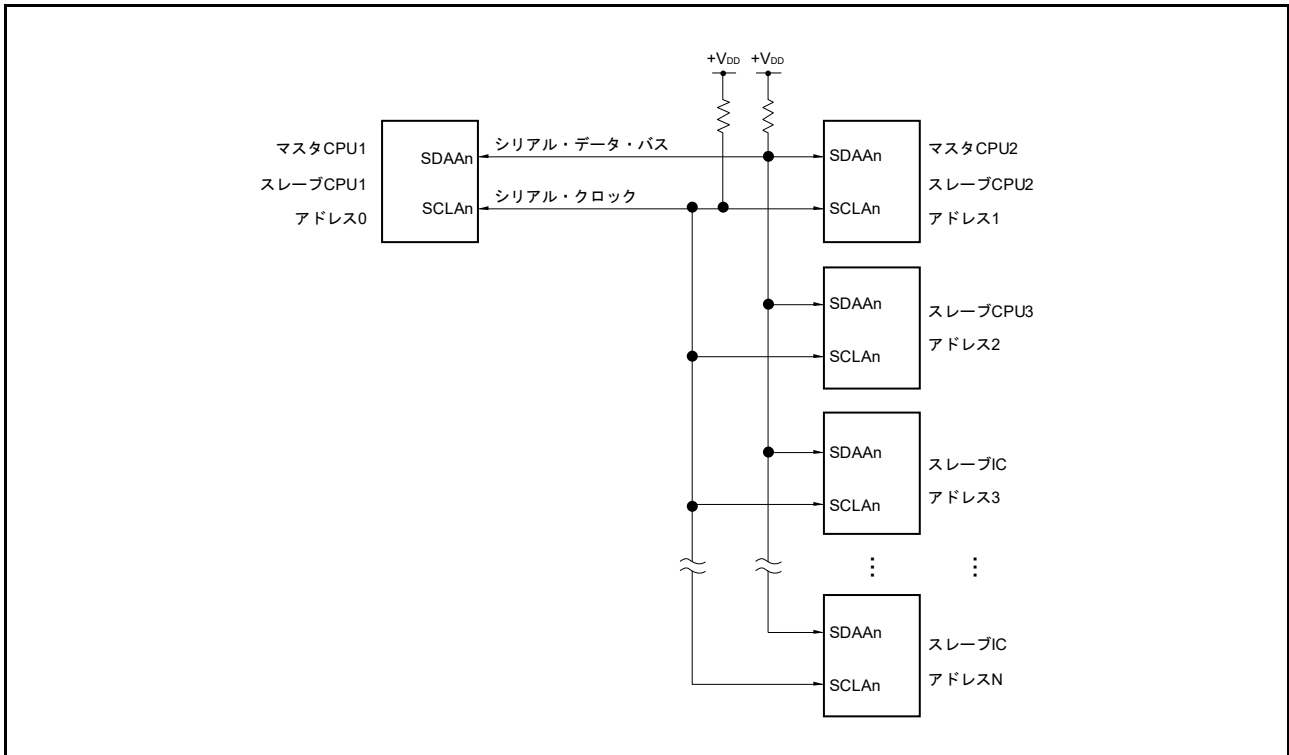 +VDD +VDD
マスタCPU1
スレーブCPU1
アドレス0
SDAAn
SCLAn
シリアル・データ・バス
シリアル・クロック
SDAAn
SCLAn
マスタCPU2
スレーブCPU2
アドレス1
SDAAn
SCLAn
スレーブCPU3
アドレス2
SDAAn
SCLAn
スレーブIC
アドレス3
SDAAn
SCLAn
スレーブIC
アドレスN